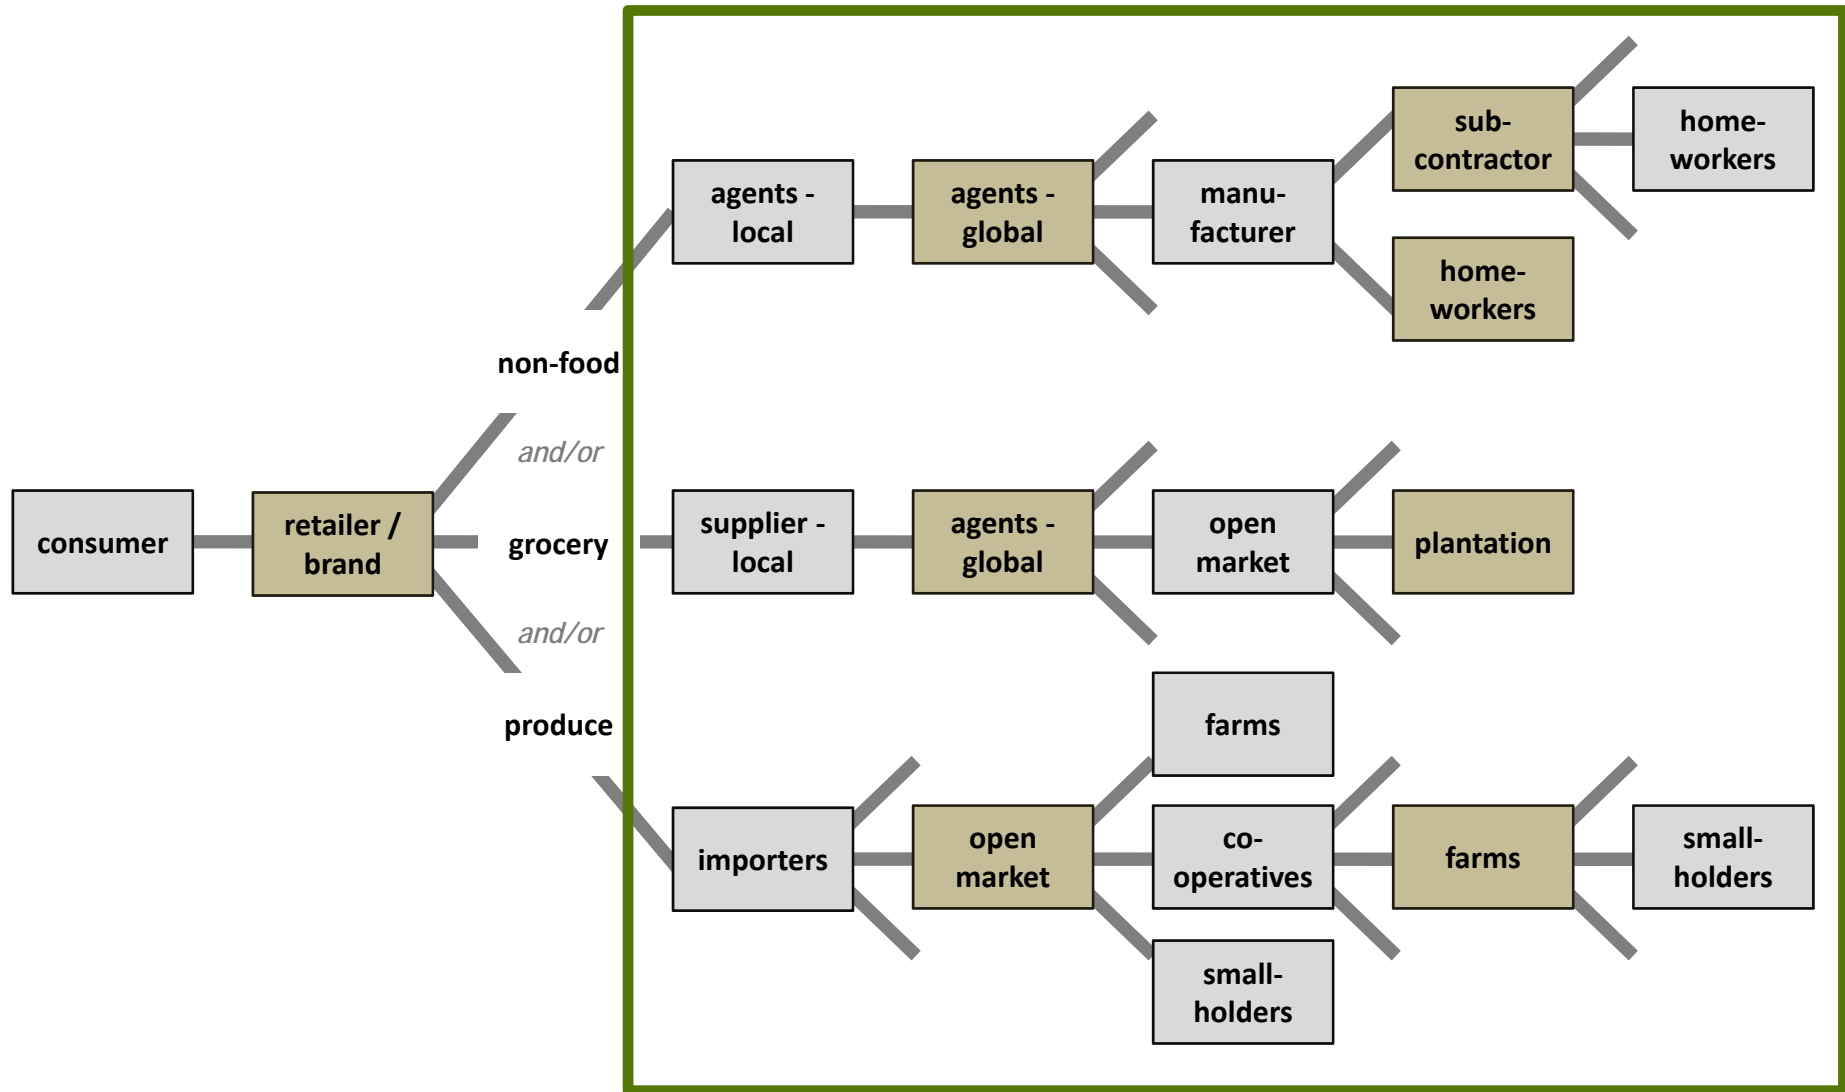 sub-
contractor
home-
workers
agents -
local
agents -
global
manu-
facturer
home-
workers
non-food
and/or
consumer
retailer /
brand
grocery
supplier -
local
agents -
global
open
market
plantation
and/or
produce
farms
importers
open
market
co-
operatives
farms
small-
holders
small-
holders